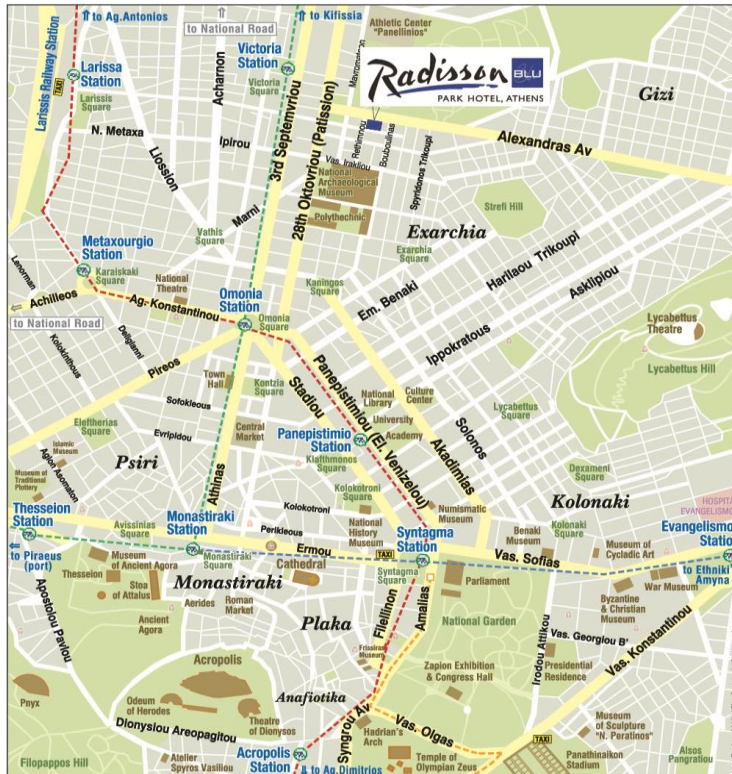 ⇑ to Ag.Antonios
⇑
to National Road
⇑ to Kifissia
Athletic Center
"Panellinios"
Larissis Railway Station
TAXI
Larissa
Station
Larissis
Square
Acharnon
Victoria
Station
Victoria
Square
3rd Septemvriou
28th Oktovriou (Patission)
Mavromateon
Radisson
BLU
PARK HOTEL, ATHENS
Gizi
Alexandras Av
N. Metaxa
Liossion
Ipirou
Rethimnou
Bouboulinas
Vas. Irakliou
Spyridonos Trikoupi
National
Archaeological
Museum
Polythechnic
Marni
Vathis
Square
Strefi Hill
Exarchia
Exarchia
Square
Metaxourgio
Station
Karaiskaki
Square
Lenorman
Achilleos
to National Road
National
Theatre
Ag. Konstantinou
Omonia
Station
Omonia
Square
Kaningos
Square
Em. Benaki
Harilaou Trikoupi
Asklipiou
Ippokratous
Lycabettus
Theatre
Lycabettus Hill
Kolokinthous
Deligianni
Pireos
Town
Hall
Kontzia
Square
Stadiou
Panepistimiou (El. Venizelou)
National
Library
Culture
Center
University
Academy
Akadimias
Solonos
Lycabettus
Square
Sofokleous
Eleftherias
Square
Evripidou
Central
Market
Panepistimio
Station
Klafthmonos
Square
Kolokotroni
Square
Islamic
Museum
Agion Asomaton
Psiri
Athinas
Museum of
Traditional
Plottery
Dexameni
Square
Kolonaki
HOSPITA
EVANGELISMO
Thesseion
Station
Avissinias
Square
Monastiraki
Station
Kolokotroni
Perikleous
National
History
Museum
Numismatic
Museum
Syntagma
Station
Benaki
Museum
Kolonaki
Square
Museum of
Cycladic Art
Evangelismo
Stati
⇐
to Piraeus
(port)
Monastiraki
Square
Ermou
TAXI
Vas. Sofias
to Ethniki
Amyna
Thesseion
Museum
of Ancient Agora
Stoa
of Attalus
Monastiraki
Cathedral
Syntagma
Square
Parliament
War Museum
Byzantine
& Christian
Museum
Apostolou Pavlou
Aerides
Roman
Market
Ancient
Agora
Plaka
Filellinon
Amalias
National Garden
Irodou Attikou
Vas. Georgiou B'
Vas. Konstantinou
Frissiras
Museum
Zapion Exhibition
& Congress Hall
Presidential
Residence
Acropolis
Pnyx
Odeum
of Herodes
Anafiotika
Theatre
of Dionysos
Dionysiou Areopagitou
Syngrou Av
Hadrian's
Arch
Vas. Olgas
TAXI
Museum
of Sculpture
"N. Peratinos"
Filopappos Hill
Atelier
Spyros Vasiliou
Acropolis
Station
⇓ to Ag.Dimitrios
Temple of
Olympian Zeus
Panathinaikon
Stadium
Alsos
Pangratiou